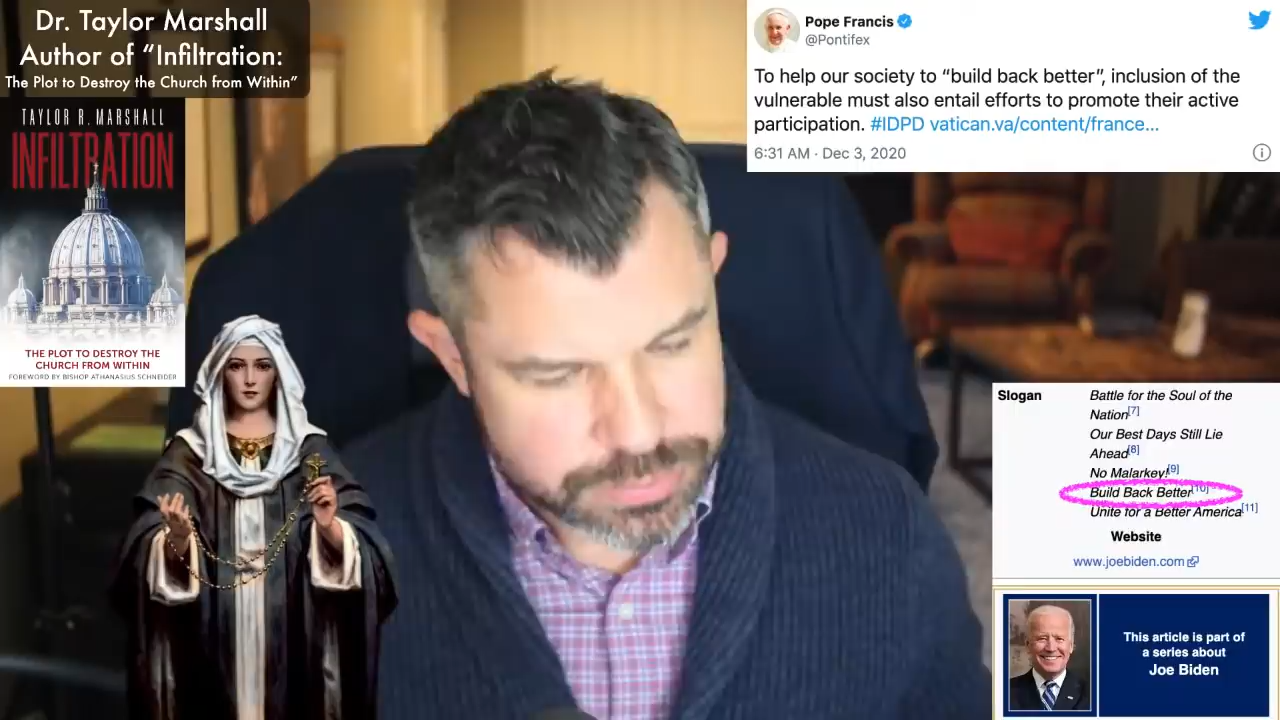 Dr. Taylor Marshall
Author of “Infiltration:
The Plot to Destroy the Church from Within”
TAYLOR R. MARSHALL
INFILTRATION
THE PLOT TO DESTROY THE
CHURCH FROM WITHIN
FOREWORD BY BISHOP ATHANASIUS SCHNEIDER
Pope Francis
@Pontifex
To help our society to “build back better”, inclusion of the
vulnerable must also entail efforts to promote their active
participation. #IDPD vatican.va/content/france...
6:31 AM · Dec 3, 2020
Slogan
Battle for the Soul of the
Nation[7]
Our Best Days Still Lie
Ahead[8]
No Malarkey![9]
Build Back Better[10]
Unite for a Better America[11]
Website
www.joebiden.com
This article is part of
a series about
Joe Biden